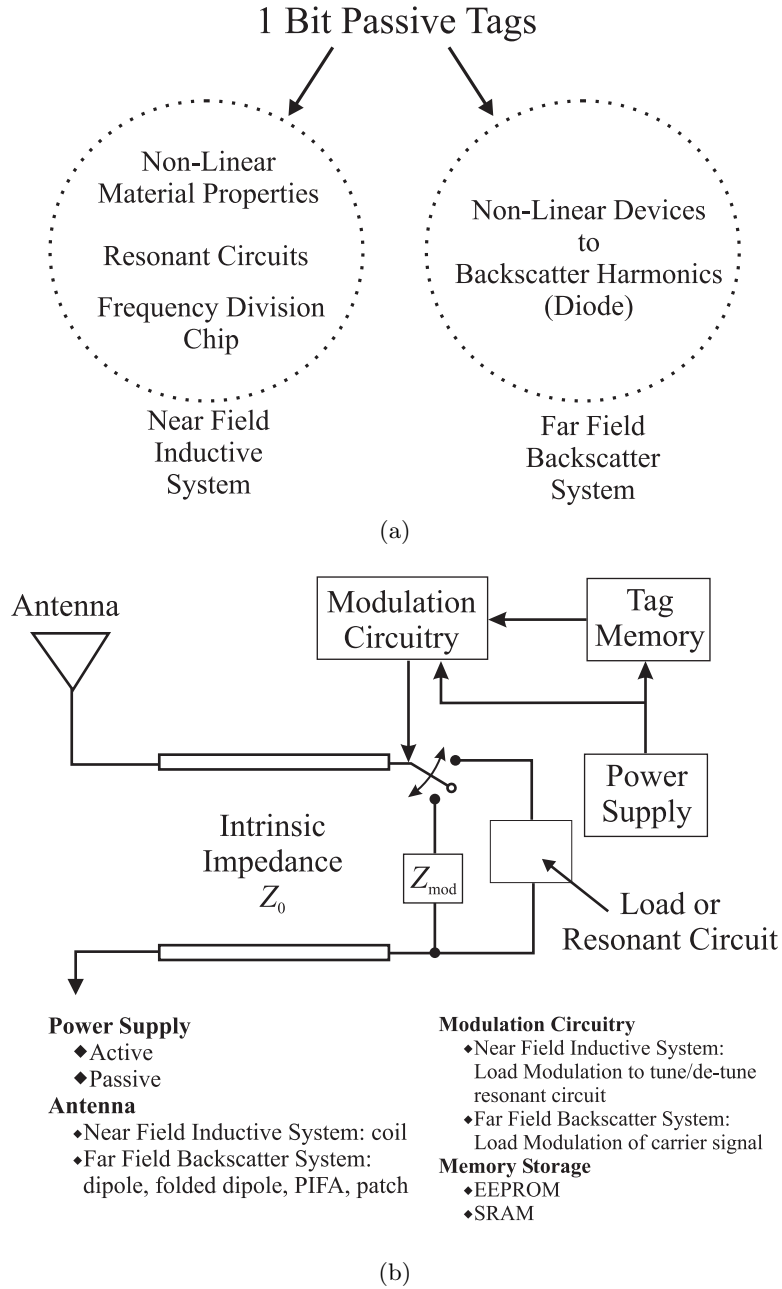 1 Bit Passive Tags
Non-Linear
Material Properties
Resonant Circuits
Frequency Division
Chip
Near Field
Inductive
System
Non-Linear Devices
to
Backscatter Harmonics
(Diode)
Far Field
Backscatter
System
(a)
Antenna
Modulation
Circuitry
Tag
Memory
Power
Supply
Intrinsic
Impedance
Z0
Zmod
Load or
Resonant Circuit
Power Supply
◆Active
◆Passive
Antenna
◆Near Field Inductive System: coil
◆Far Field Backscatter System:
dipole, folded dipole, PIFA, patch
Modulation Circuitry
◆Near Field Inductive System:
Load Modulation to tune/de-tune
resonant circuit
◆Far Field Backscatter System:
Load Modulation of carrier signal
Memory Storage
◆EEPROM
◆SRAM
(b)